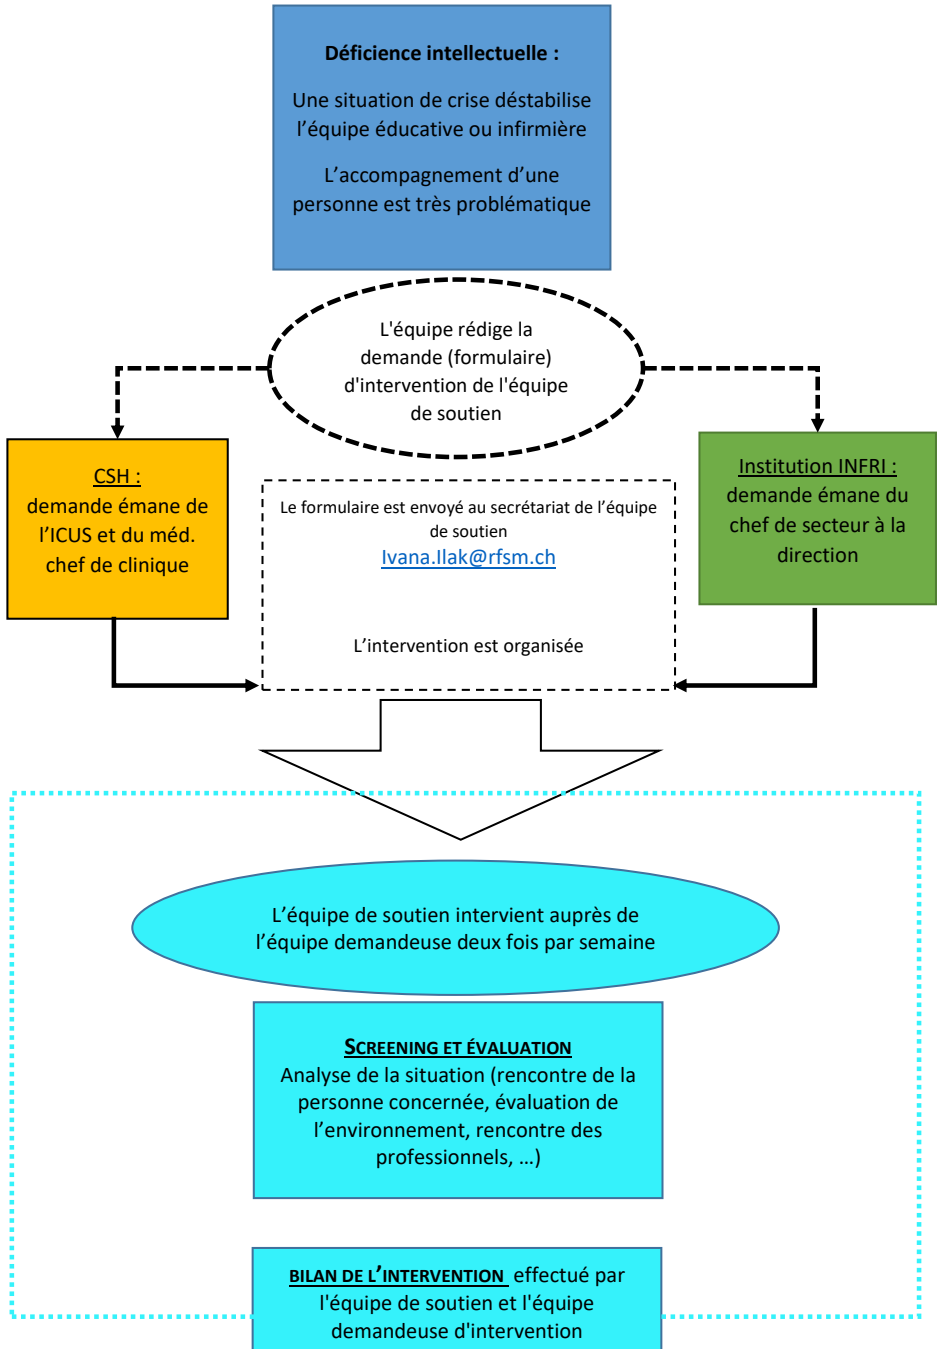 Déficience intellectuelle :
Une situation de crise déstabilise
l’équipe éducative ou infirmière
L’accompagnement d’une
personne est très problématique
L'équipe rédige la
demande (formulaire)
d'intervention de l'équipe
de soutien
CSH :
demande émane de
l’ICUS et du méd.
chef de clinique
Le formulaire est envoyé au secrétariat de l’équipe
de soutien
Ivana.Ilak@rfsm.ch
L’intervention est organisée
Institution INFRI :
demande émane du
chef de secteur à la
direction
L’équipe de soutien intervient auprès de
l’équipe demandeuse deux fois par semaine
SCREENING ET ÉVALUATION
Analyse de la situation (rencontre de la
personne concernée, évaluation de
l’environnement, rencontre des
professionnels, …)
BILAN DE L’INTERVENTION effectué par
l'équipe de soutien et l'équipe
demandeuse d'intervention